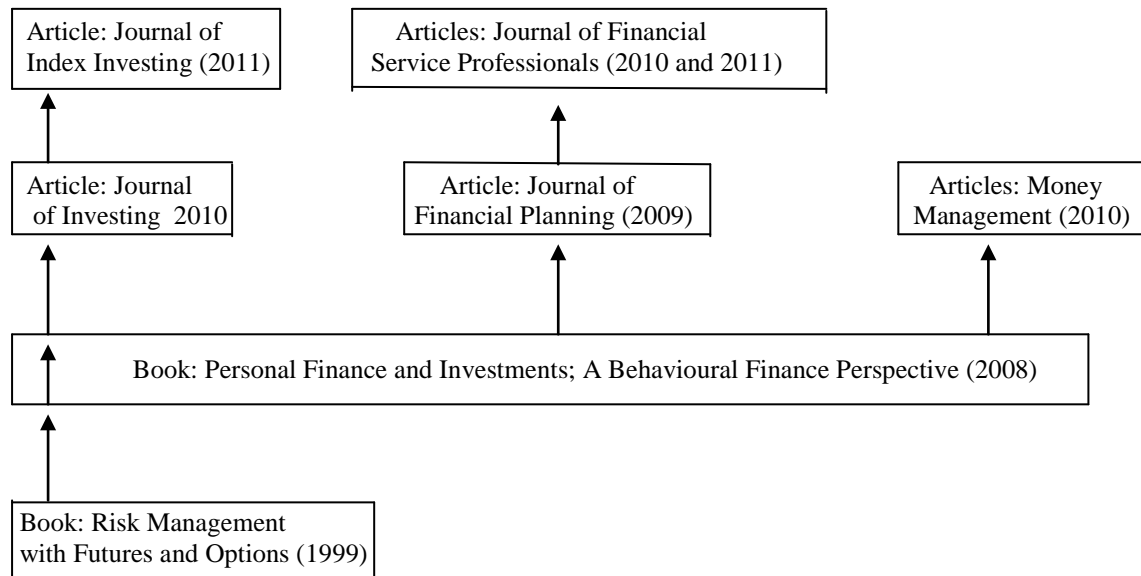 Article: Journal of
Index Investing (2011)
Articles: Journal of Financial
Service Professionals (2010 and 2011)
Article: Journal
of Investing 2010
Article: Journal of
Financial Planning (2009)
Articles: Money
Management (2010)
Book: Personal Finance and Investments; A Behavioural Finance Perspective (2008)
Book: Risk Management
with Futures and Options (1999)